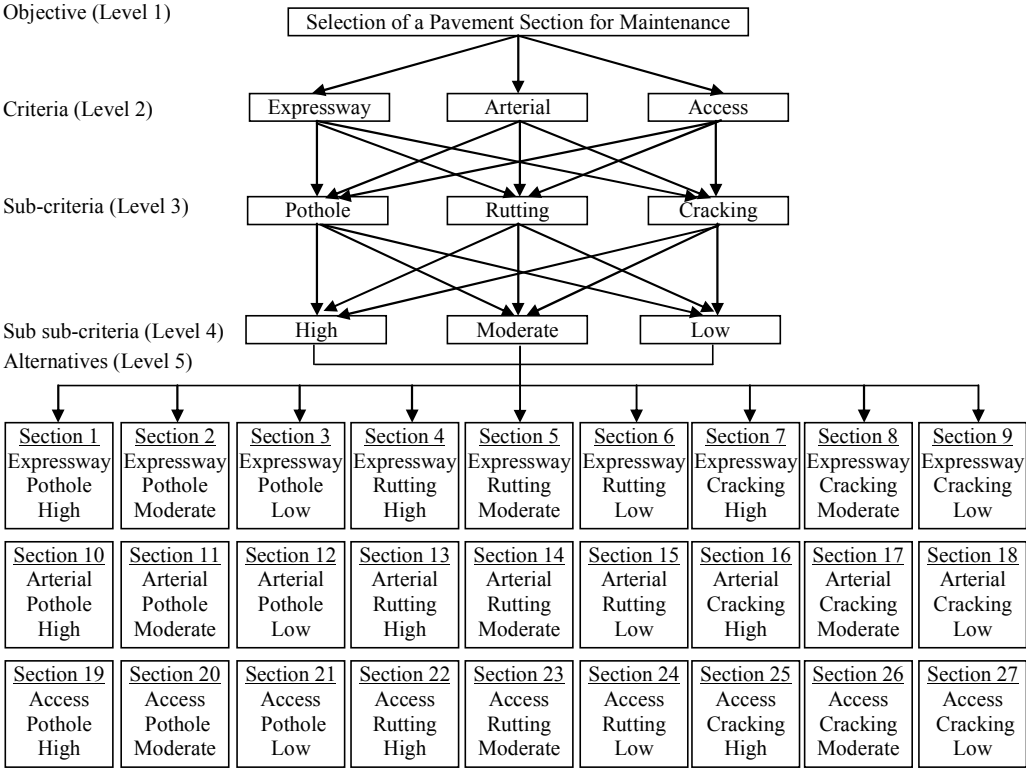 Objective (Level 1)
Selection of a Pavement Section for Maintenance
Criteria (Level 2)
Expressway
Arterial
Access
Sub-criteria (Level 3)
Pothole
Rutting
Cracking
Sub sub-criteria (Level 4)
High
Moderate
Low
Alternatives (Level 5)
Section 1
Expressway
Pothole
High
Section 2
Expressway
Pothole
Moderate
Section 3
Expressway
Pothole
Low
Section 4
Expressway
Rutting
High
Section 5
Expressway
Rutting
Moderate
Section 6
Expressway
Rutting
Low
Section 7
Expressway
Cracking
High
Section 8
Expressway
Cracking
Moderate
Section 9
Expressway
Cracking
Low
Section 10
Arterial
Pothole
High
Section 11
Arterial
Pothole
Moderate
Section 12
Arterial
Pothole
Low
Section 13
Arterial
Rutting
High
Section 14
Arterial
Rutting
Moderate
Section 15
Arterial
Rutting
Low
Section 16
Arterial
Cracking
High
Section 17
Arterial
Cracking
Moderate
Section 18
Arterial
Cracking
Low
Section 19
Access
Pothole
High
Section 20
Access
Pothole
Moderate
Section 21
Access
Pothole
Low
Section 22
Access
Rutting
High
Section 23
Access
Rutting
Moderate
Section 24
Access
Rutting
Low
Section 25
Access
Cracking
High
Section 26
Access
Cracking
Moderate
Section 27
Access
Cracking
Low